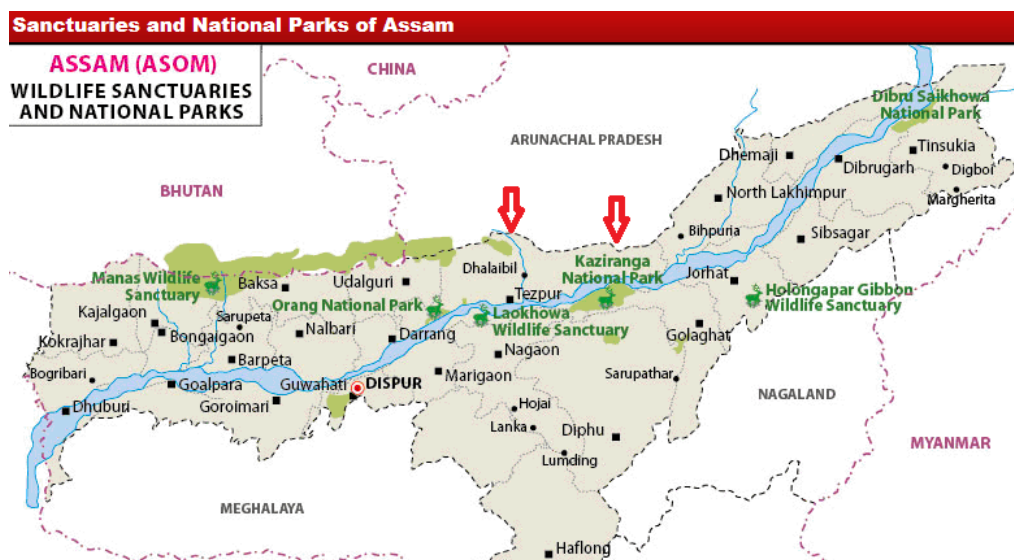 Sanctuaries and National Parks of Assam
ASSAM (ASOM)
WILDLIFE SANCTUARIES
AND NATIONAL PARKS
CHINA
ARUNACHAL PRADESH
BHUTAN
Dibru Saikhowa
National Park
Dhemaji
Tinsukia
Dibrugarh
Digboi
Margherita
North Lakhimpur
Bihpuria
Sibsagar
Manas Wildlife
Sanctuary
Baksa
Udalguri
Dhalaibil
Kaziranga
National Park
Jorhat
Holongapar Gibbon
Wildlife Sanctuary
Orang National Park
Tezpur
Laokhowa
Wildlife Sanctuary
Kajalgaon
Sarupeta
Bongaigaon
Nalbari
Darrang
Golaghat
Kokrajhar
Barpeta
Nagaon
Bogribari
Goalpara
Guwahati
DISPUR
Marigaon
Sarupathar
Dhuburi
Goroimari
Hojai
Lanka
Diphu
Lumding
NAGALAND
MYANMAR
MEGHALAYA
Haflong